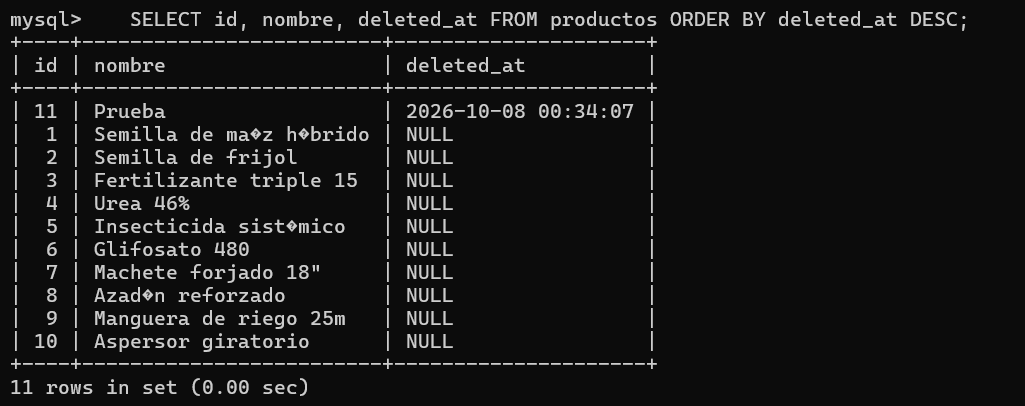 mysql>    SELECT id, nombre, deleted_at FROM productos ORDER BY deleted_at DESC;
+----+------------------------+---------------------+
| id | nombre                 | deleted_at          |
+----+------------------------+---------------------+
| 11 | Prueba                 | 2026-10-08 00:34:07 |
|  1 | Semilla de ma�z h�brido | NULL                |
|  2 | Semilla de frijol      | NULL                |
|  3 | Fertilizante triple 15 | NULL                |
|  4 | Urea 46%               | NULL                |
|  5 | Insecticida sist�mico   | NULL                |
|  6 | Glifosato 480          | NULL                |
|  7 | Machete forjado 18"    | NULL                |
|  8 | Azad�n reforzado        | NULL                |
|  9 | Manguera de riego 25m  | NULL                |
| 10 | Aspersor giratorio     | NULL                |
+----+------------------------+---------------------+
11 rows in set (0.00 sec)